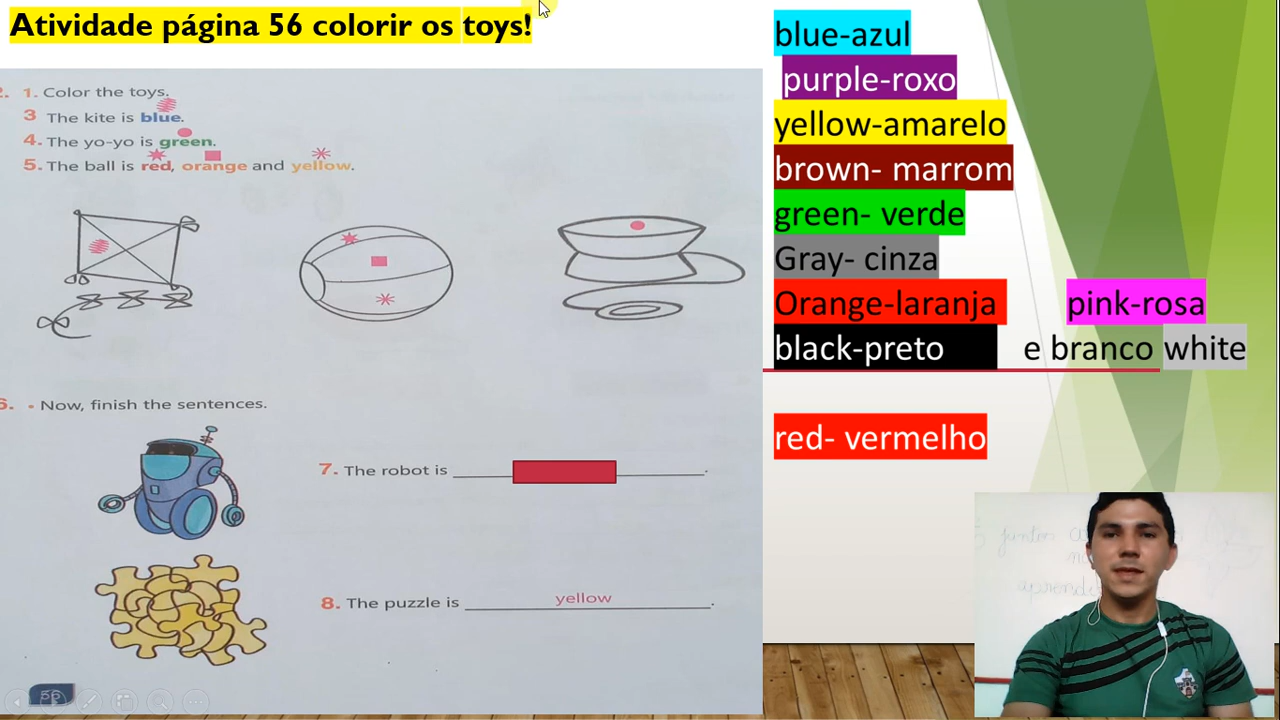 Atividade página 56 colorir os toys!
1. Color the toys.
3 The kite is blue.
4. The yo-yo is green.
5. The ball is red, orange and yellow.
6. • Now, finish the sentences.
7. The robot is
8. The puzzle is yellow.
56
blue-azul
purple-roxo
yellow-amarelo
brown- marrom
green- verde
Gray- cinza
Orange-laranja pink-rosa
black-preto e branco white
red- vermelho